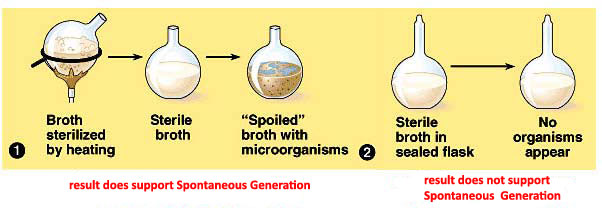 Broth
sterilized
by heating
Sterile
broth
“Spoiled”
broth with
microorganisms
1
Sterile
broth in
sealed flask
No
organisms
appear
2
result does support Spontaneous Generation
result does not support
Spontaneous Generation